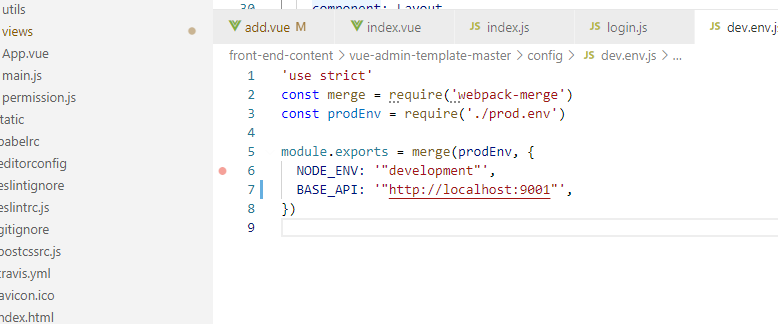 utils
views
App.vue
main.js
permission.js
tatic
babelrc
editorconfig
eslintignore
eslintrc.js
gitignore
postcssrc.js
travis.yml
avicon.ico
ndex.html
30 component: Layout
add.vue M index.vue JS index.js JS login.js JS dev.env.js
front-end-content > vue-admin-template-master > config > JS dev.env.js > ...
1 'use strict'
2 const merge = require('webpack-merge')
3 const prodEnv = require('./prod.env')
4
5 module.exports = merge(prodEnv, {
6 NODE_ENV: '"development"',
7 BASE_API: '"http://localhost:9001"',
8 })
9